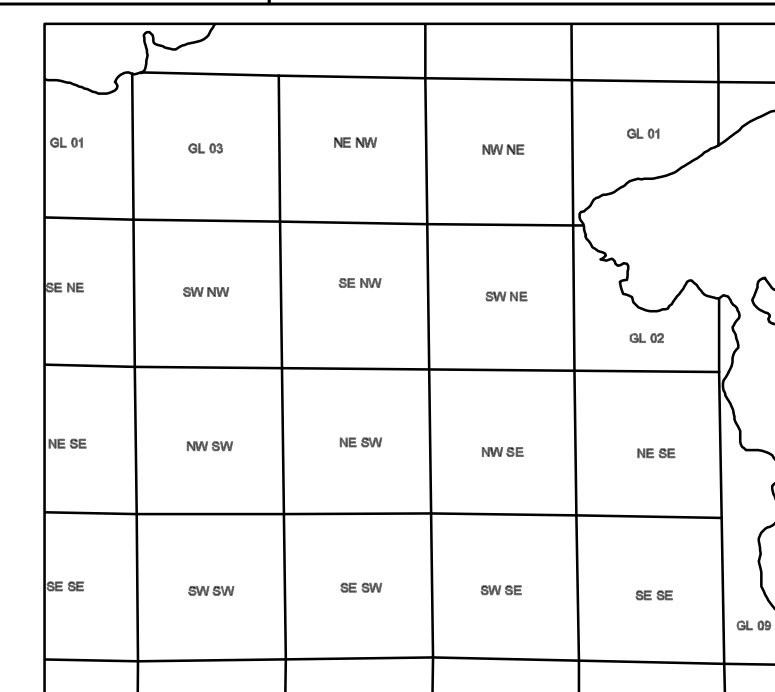 GL 01
GL 03
NE NW
NW NE
GL 01
SE NE
SW NW
SE NW
SW NE
GL 02
NE SE
NW SW
NE SW
NW SE
NE SE
SE SE
SW SW
SE SW
SW SE
SE SE
GL 09